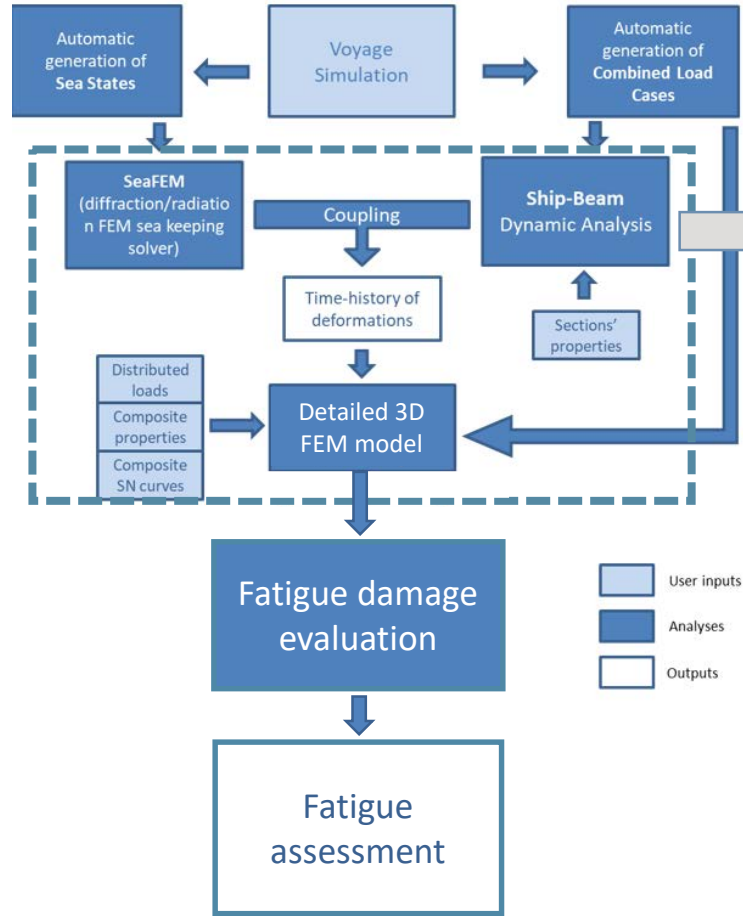 Automatic
generation of
Sea States
Voyage
Simulation
Automatic
generation of
Combined Load
Cases
SeaFEM
(diffraction/radiatio
n FEM sea keeping
solver)
Coupling
Ship-Beam
Dynamic Analysis
Time-history of
deformations
Sections’
properties
Distributed
loads
Composite
properties
Composite
SN curves
Detailed 3D
FEM model
Fatigue damage
evaluation
User inputs
Analyses
Outputs
Fatigue
assessment